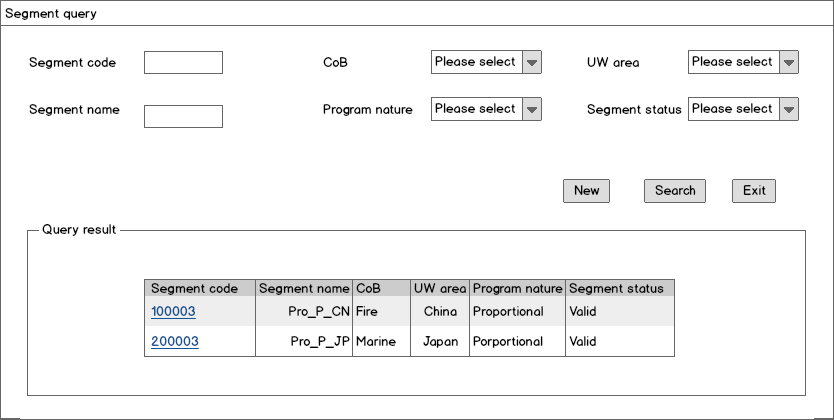 Segment query
Segment code CoB Please select UW area Please select
Segment name Program nature Please select Segment status Please select
New Search Exit
Query result
Segment code Segment name CoB UW area Program nature Segment status
100003 Pro_P_CN Fire China Proportional Valid
200003 Pro_P_JP Marine Japan Porportional Valid